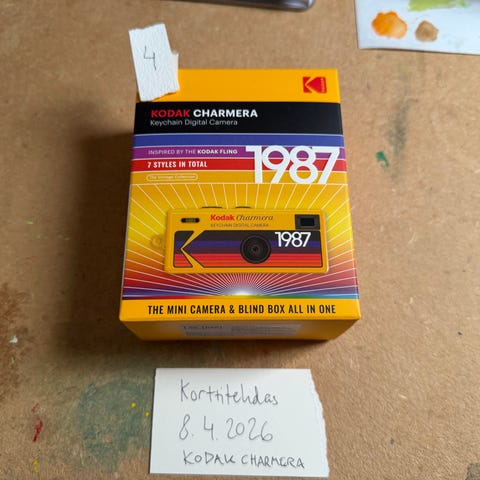 4
KODAK CHARMERA
Keychain Digital Camera
INSPIRED BY THE KODAK FLING
7 STYLES IN TOTAL
1987
The Vintage Collection
Kodak Charmera
KEYCHAIN DIGITAL CAMERA
1987
THE MINI CAMERA & BLIND BOX ALL IN ONE
Korttitehdas
8.4.2026
KODAK CHARMERA